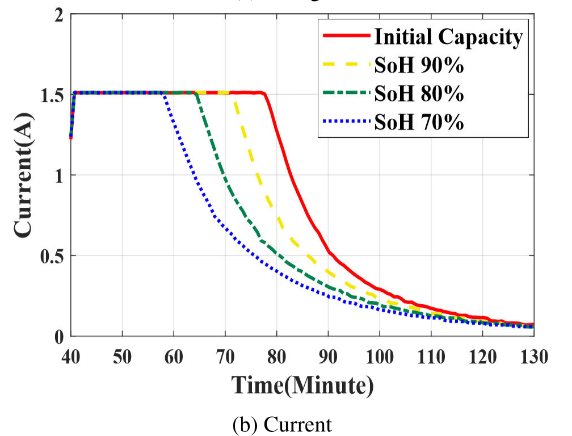 2
Initial Capacity
SoH 90%
SoH 80%
SoH 70%
1.5
1
0.5
0
Current(A)
40 50 60 70 80 90 100 110 120 130
Time(Minute)
(b) Current